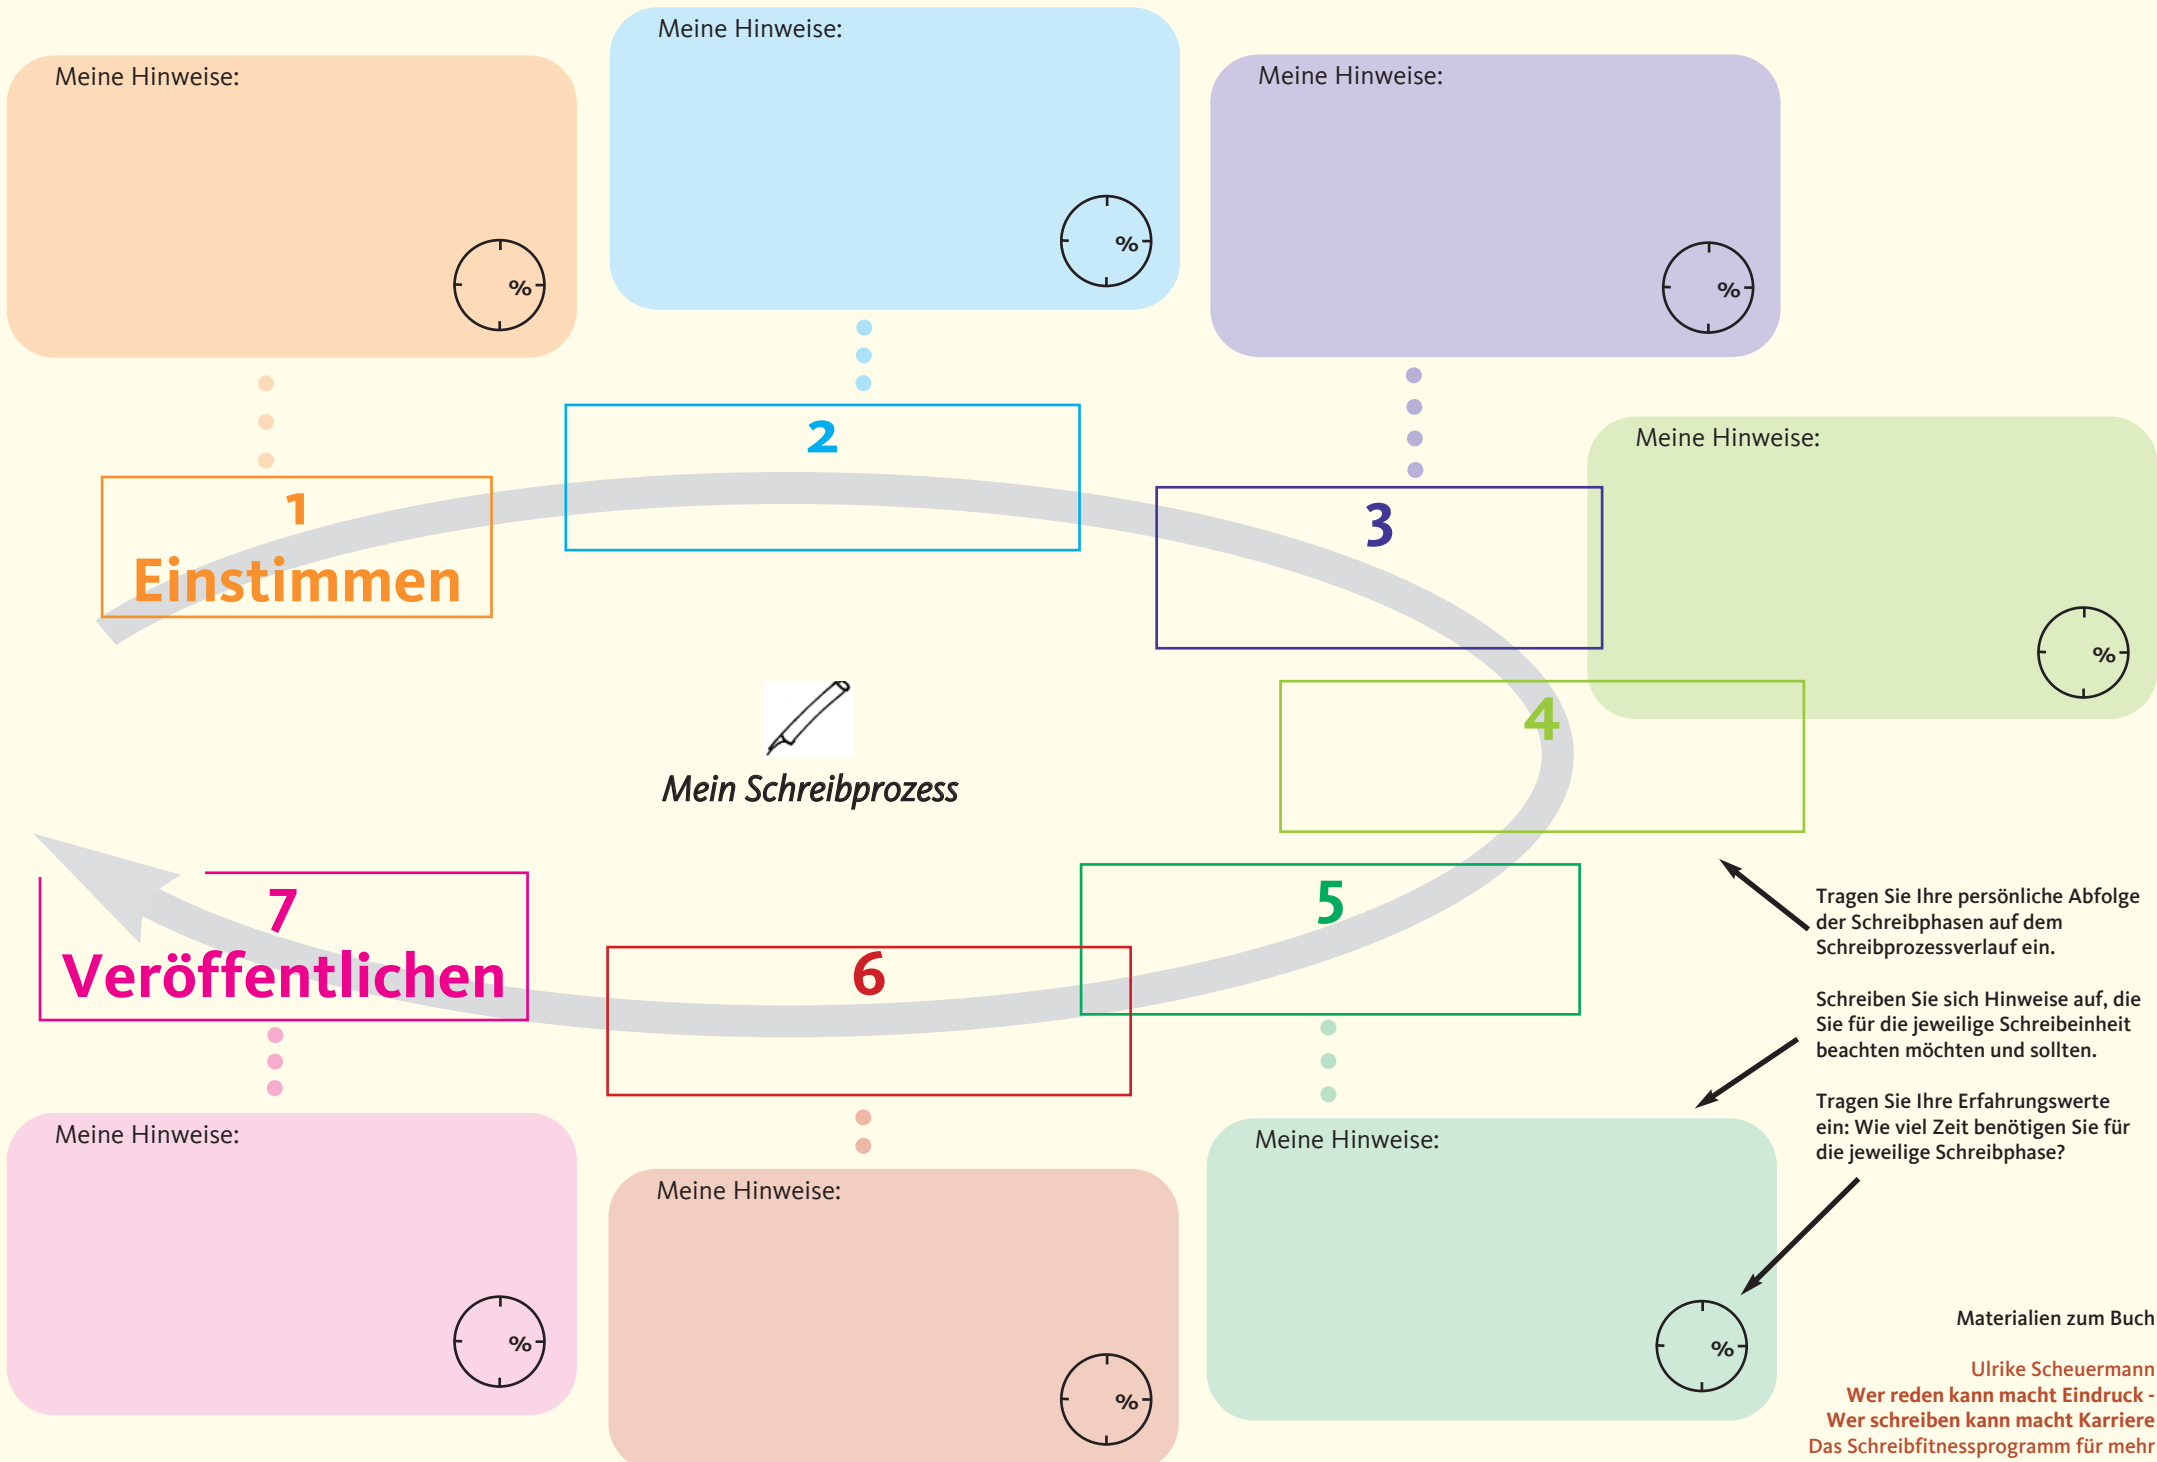 Meine Hinweise:
%
Meine Hinweise:
%
Meine Hinweise:
%
Meine Hinweise:
%
1
Einstimmen
2
3
4
Mein Schreibprozess
5
6
7
Veröffentlichen
Meine Hinweise:
%
Meine Hinweise:
%
Meine Hinweise:
%
Tragen Sie Ihre persönliche Abfolge
der Schreibphasen auf dem
Schreibprozessverlauf ein.
Schreiben Sie sich Hinweise auf, die
Sie für die jeweilige Schreibeinheit
beachten möchten und sollten.
Tragen Sie Ihre Erfahrungswerte
ein: Wie viel Zeit benötigen Sie für
die jeweilige Schreibphase?
Materialien zum Buch
Ulrike Scheuermann
Wer reden kann macht Eindruck -
Wer schreiben kann macht Karriere
Das Schreibfitnessprogramm für mehr